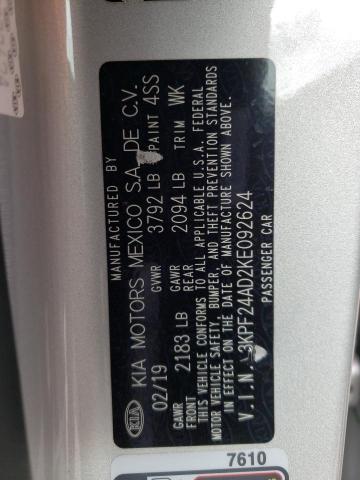 MANUFACTURED BY
KIA KIA MOTORS MEXICO S.A. DE C.V.
02/19 GVWR 3792 LB PAINT 4SS
GAWR FRONT 2183 LB GAWR REAR 2094 LB TRIM WK
THIS VEHICLE CONFORMS TO ALL APPLICABLE U.S.A. FEDERAL
MOTOR VEHICLE SAFETY, BUMPER, AND THEFT PREVENTION STANDARDS
IN EFFECT ON THE DATE OF MANUFACTURE SHOWN ABOVE.
V.I.N. 3KPF24AD2KE092624
PASSENGER CAR
7610